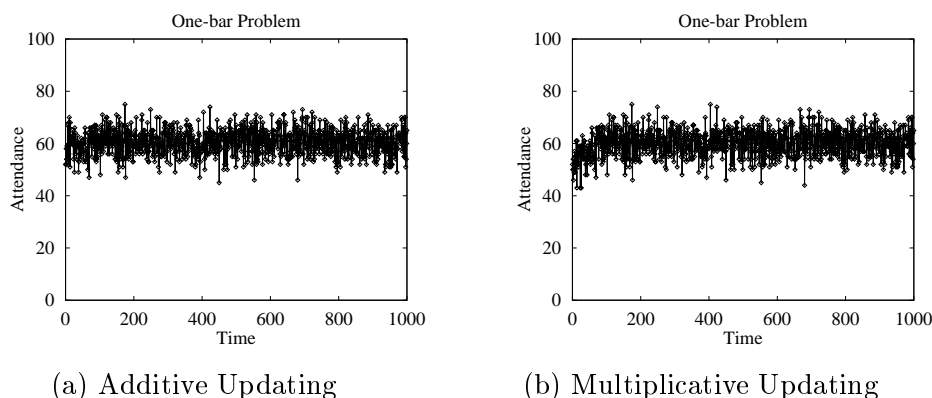 One-bar Problem
100
80
60
40
20
0
Attendance
0 200 400 600 800 1000
Time
(a) Additive Updating
One-bar Problem
100
80
60
40
20
0
Attendance
0 200 400 600 800 1000
Time
(b) Multiplicative Updating